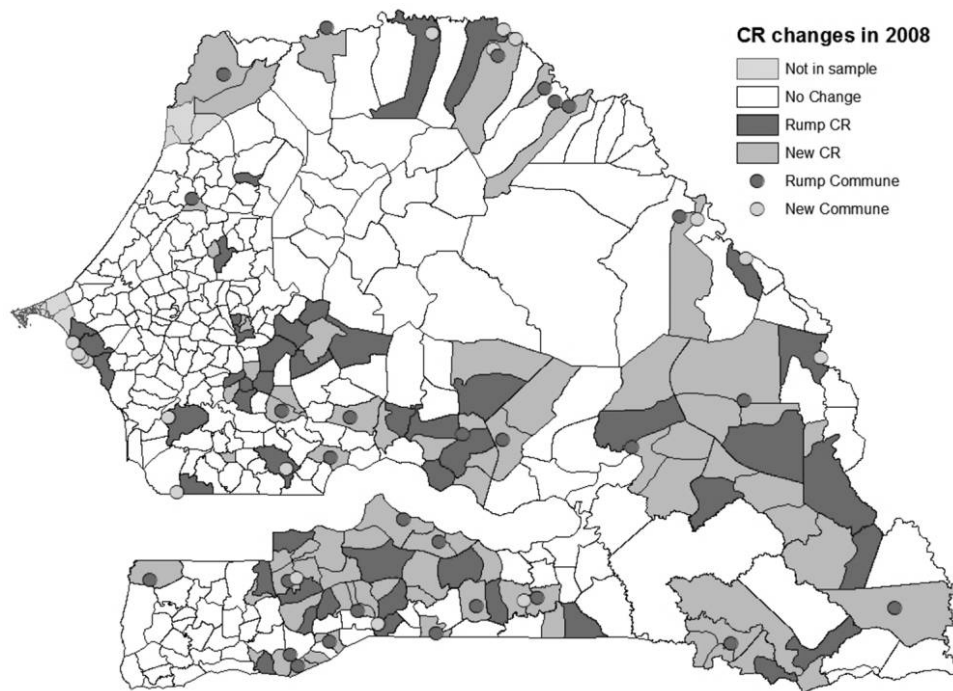 CR changes in 2008
Not in sample
No Change
Rump CR
New CR
Rump Commune
New Commune